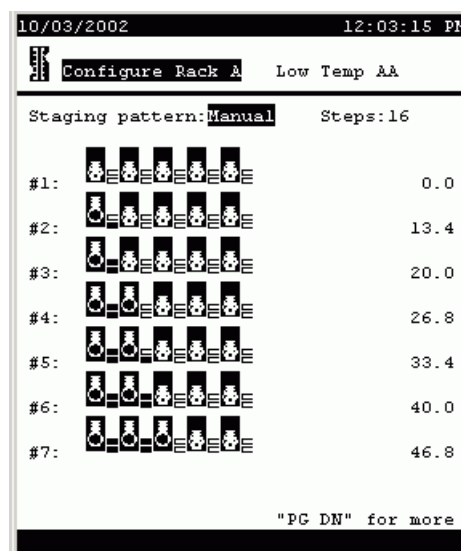 10/03/2002 12:03:15 PM
Configure Rack A Low Temp AA
Staging pattern:Manual Steps:16
#1: 0.0
#2: 13.4
#3: 20.0
#4: 26.8
#5: 33.4
#6: 40.0
#7: 46.8
"PG DN" for more